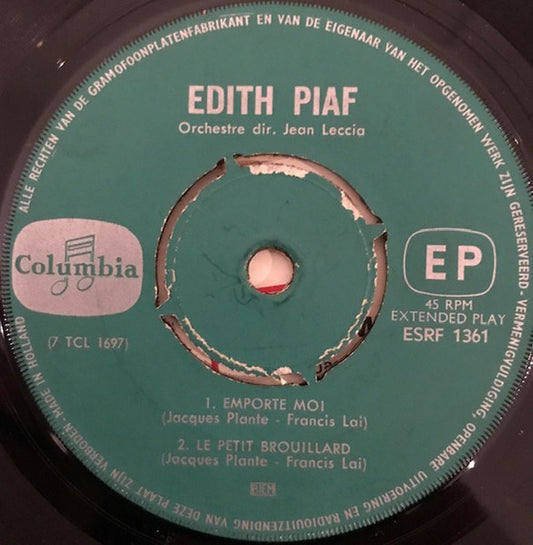 ALLE RECHTEN VAN DE GRAMOFOONPLATENFABRIKANT EN VAN DE EIGENAAR VAN HET OPGENOMEN WERK ZIJN GERESERVEERD-VERMENIGVULDIGING, OPENBARE UITVOERING EN RADIOUITZENDING VAN DEZE PLAAT ZIJN VERBODEN MADE IN HOLLAND
EDITH PIAF
Orchestre dir. Jean Leccia
Columbia
(7 TCL 1697)
EP
45 RPM
EXTENDED PLAY
ESRF 1361
1. EMPORTE MOI
(Jacques Plante - Francis Lai)
2. LE PETIT BROUILLARD
(Jacques Plante - Francis Lai)
BIEM